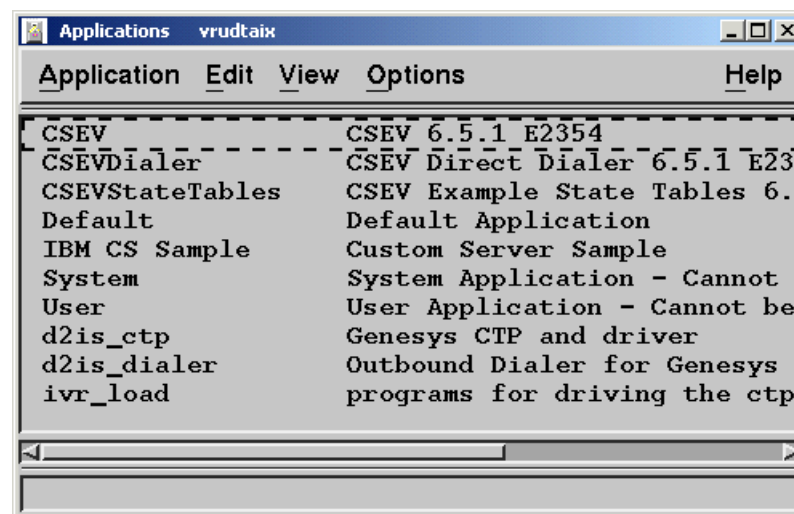 Applications vrudtaix
Application Edit View Options Help
CSEV CSEV 6.5.1 E2354
CSEVDialer CSEV Direct Dialer 6.5.1 E23
CSEVStateTables CSEV Example State Tables 6.
Default Default Application
IBM CS Sample Custom Server Sample
System System Application - Cannot
User User Application - Cannot be
d2is_ctp Genesys CTP and driver
d2is_dialer Outbound Dialer for Genesys
ivr_load programs for driving the ctp